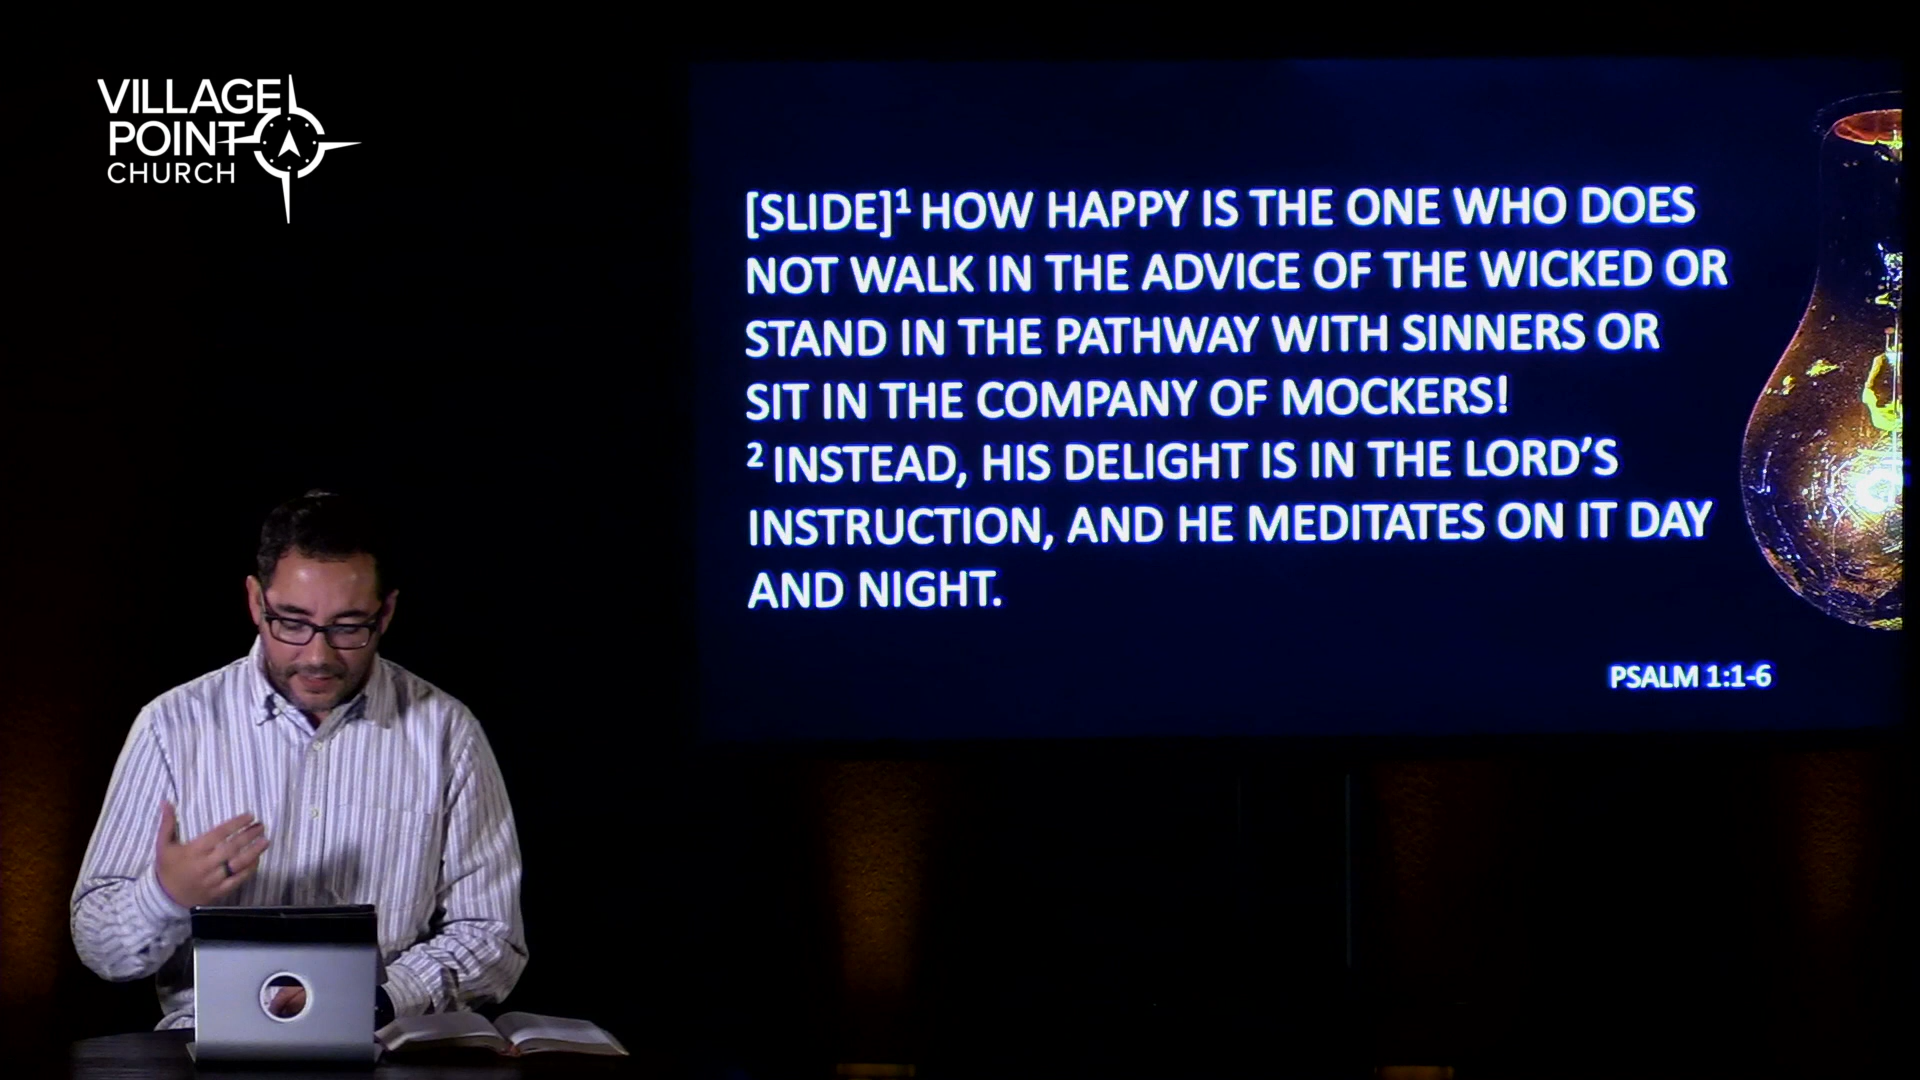 VILLAGE
POINT
CHURCH
[SLIDE]¹ HOW HAPPY IS THE ONE WHO DOES
NOT WALK IN THE ADVICE OF THE WICKED OR
STAND IN THE PATHWAY WITH SINNERS OR
SIT IN THE COMPANY OF MOCKERS!
² INSTEAD, HIS DELIGHT IS IN THE LORD’S
INSTRUCTION, AND HE MEDITATES ON IT DAY
AND NIGHT.
PSALM 1:1-6